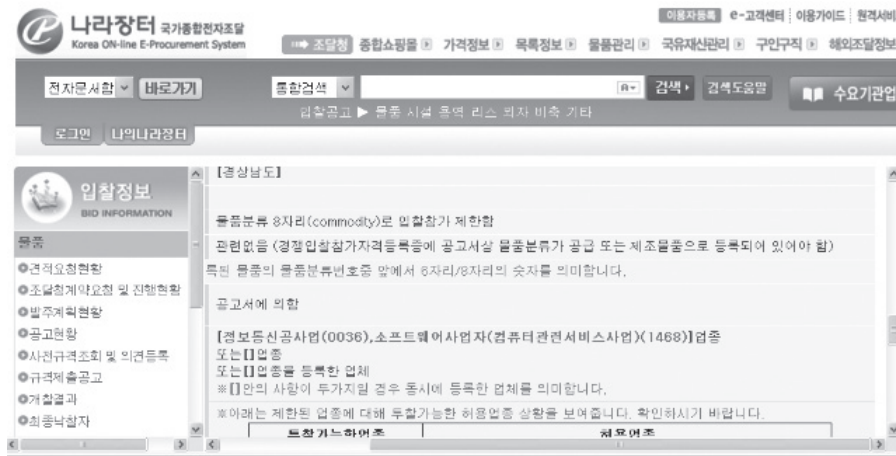 나라장터 국가종합전자조달
Korea ON-line E-Procurement System
이용자등록 e-고객센터 이용가이드 원격서비
조달청 종합쇼핑몰 가격정보 목록정보 물품관리 국유재산관리 구인구직 해외조달정보
전자문서함 바로가기 통합검색 검색 검색도움말 수요기관업
입찰공고 ▶ 물품 시설 용역 리스 외자 비축 기타
로그인 나의나라장터
입찰정보
BID INFORMATION
물품
견적요청현황
조달청계약요청 및 진행현황
발주계획현황
공고현황
사전규격조회 및 의견등록
규격제출공고
개찰결과
최종낙찰자
[경상남도]
물품분류 8자리(commodity)로 입찰참가 제한함
관련없음 (경쟁입찰참가자격등록증에 공고서상 물품분류가 공급 또는 제조물품으로 등록되어 있어야 함)
록된 물품의 물품분류번호중 앞에서 6자리/8자리의 숫자를 의미합니다.
공고서에 의함
[정보통신공사업(0036),소프트웨어사업자(컴퓨터관련서비스사업)(1468)]업종
또는[]업종
또는[]업종을 등록한 업체
※[]안의 사항이 두가지일 경우 동시에 등록한 업체를 의미합니다.
※아래는 제한된 업종에 대해 투찰가능한 허용업종 상황을 보여줍니다. 확인하시기 바랍니다.
투찰가능한업종 허용업종